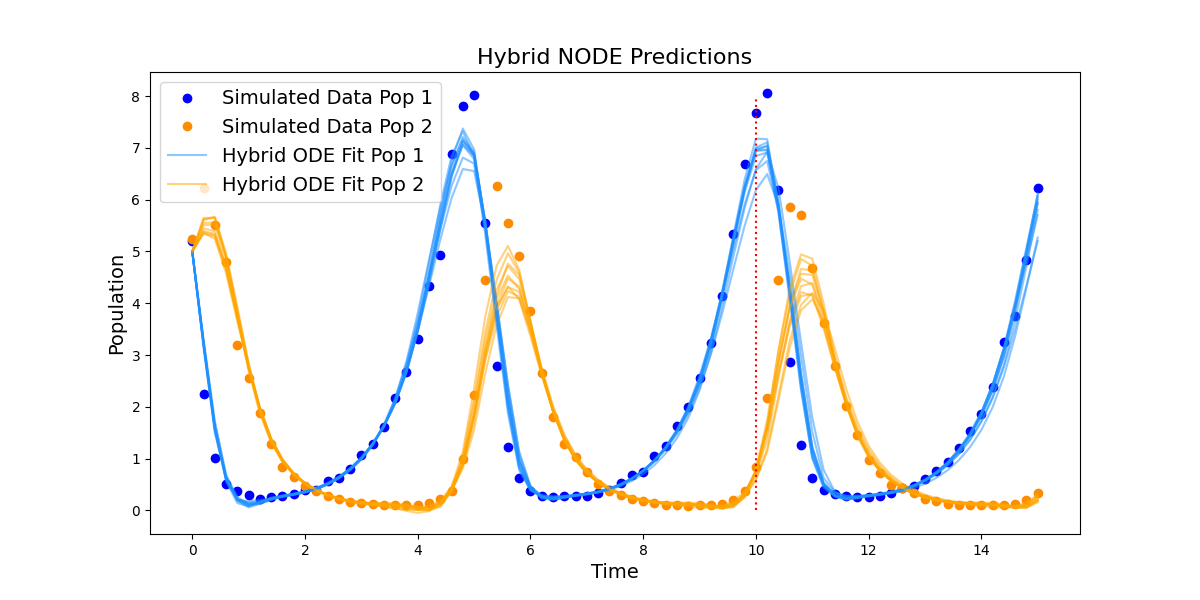 Hybrid NODE Predictions
Simulated Data Pop 1
Simulated Data Pop 2
Hybrid ODE Fit Pop 1
Hybrid ODE Fit Pop 2
8
7
6
5
4
3
2
1
0
Population
0 2 4 6 8 10 12 14
Time